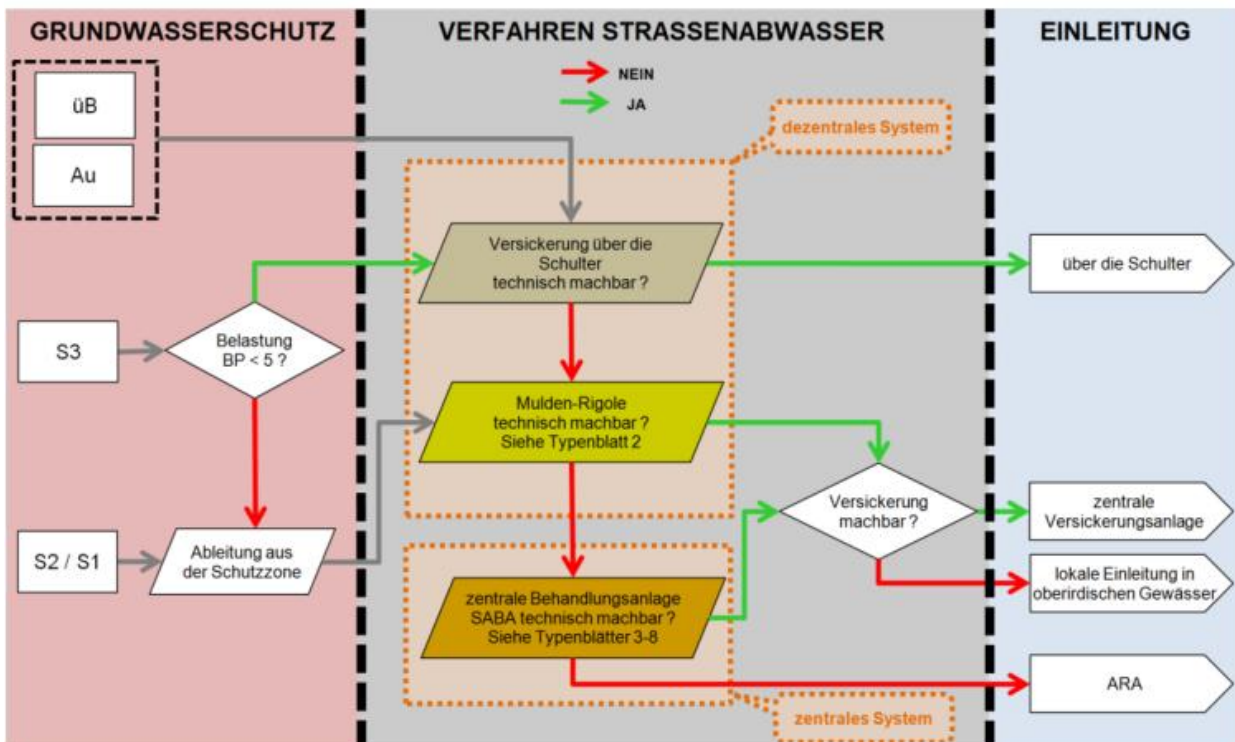 GRUNDWASSERSCHUTZ
VERFAHREN STRASSENABWASSER
EINLEITUNG
NEIN
JA
üB
Au
dezentrales System
Versickerung über die
Schulter
technisch machbar ?
über die Schulter
S3
Belastung
BP < 5 ?
Mulden-Rigole
technisch machbar ?
Siehe Typenblatt 2
Versickerung
machbar ?
zentrale
Versickerungsanlage
S2 / S1
Ableitung aus
der Schutzzone
lokale Einleitung in
oberirdischen Gewässer
zentrale Behandlungsanlage
SABA technisch machbar ?
Siehe Typenblätter 3-8
ARA
zentrales System